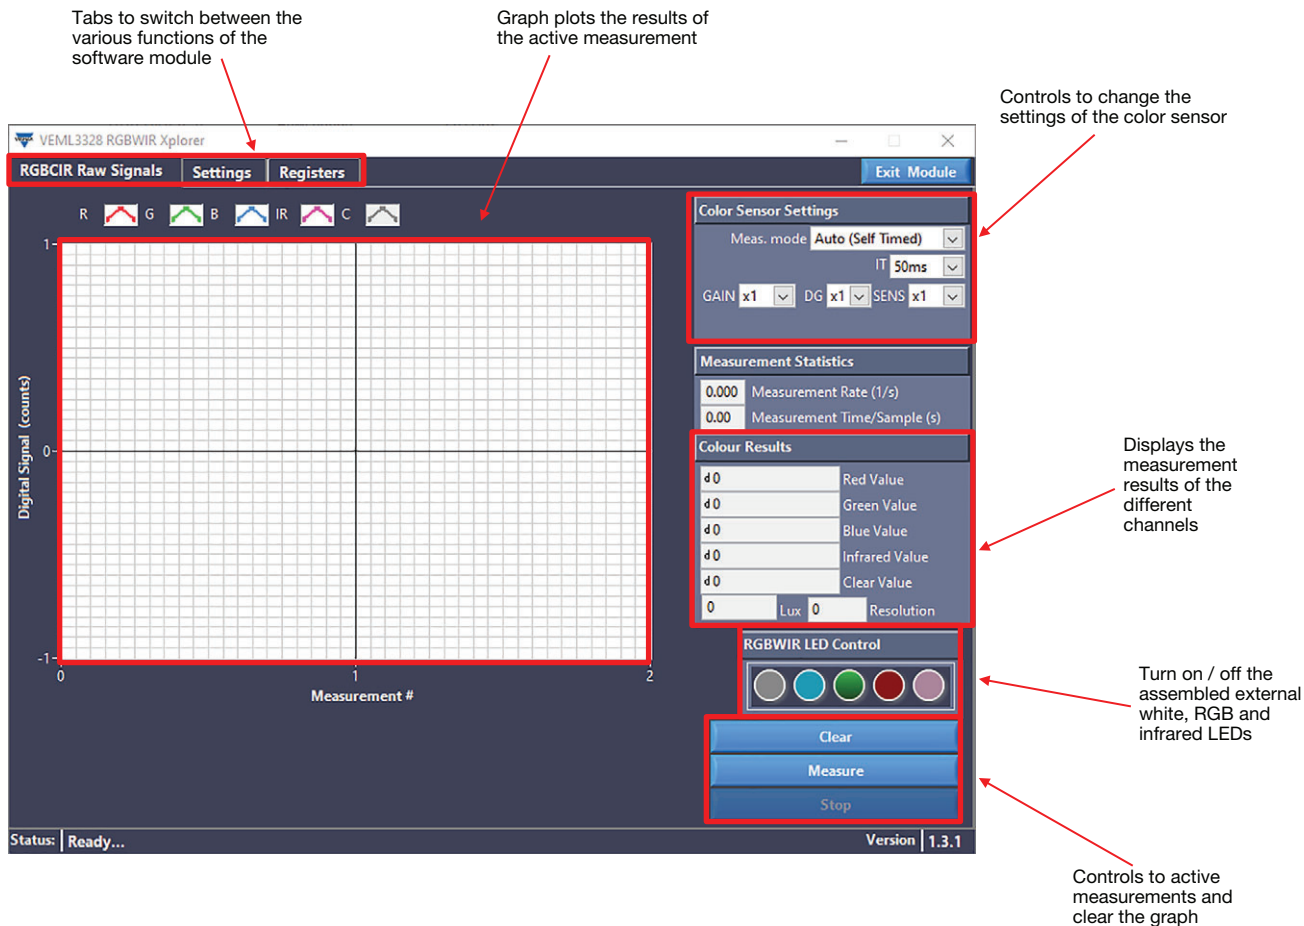 Tabs to switch between the
various functions of the
software module
Graph plots the results of
the active measurement
Controls to change the
settings of the color sensor
VEML3328 RGBWIR Xplorer
RGBCIR Raw Signals Settings Registers Exit Module
R G B IR C
Color Sensor Settings
Meas. mode Auto (Self Timed)
IT 50ms
GAIN x1 DG x1 SENS x1
Measurement Statistics
0.000 Measurement Rate (1/s)
0.00 Measurement Time/Sample (s)
Colour Results
d 0 Red Value
d 0 Green Value
d 0 Blue Value
d 0 Infrared Value
d 0 Clear Value
0 Lux 0 Resolution
Displays the
measurement
results of the
different
channels
1
0
-1
Digital Signal (counts)
0 1 2
Measurement #
RGBWIR LED Control
Turn on / off the
assembled external
white, RGB and
infrared LEDs
Clear
Measure
Stop
Status: Ready... Version 1.3.1
Controls to active
measurements and
clear the graph